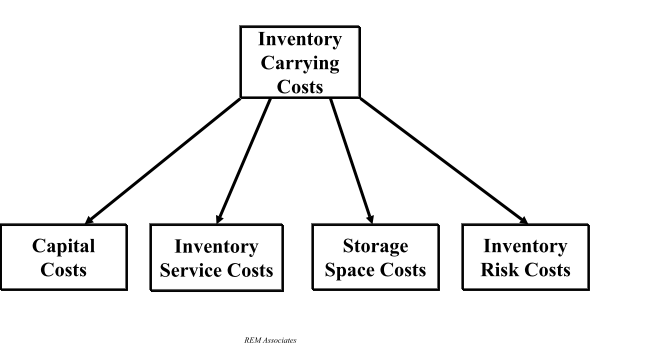 Inventory
Carrying
Costs
Capital
Costs
Inventory
Service Costs
Storage
Space Costs
Inventory
Risk Costs
REM Associates